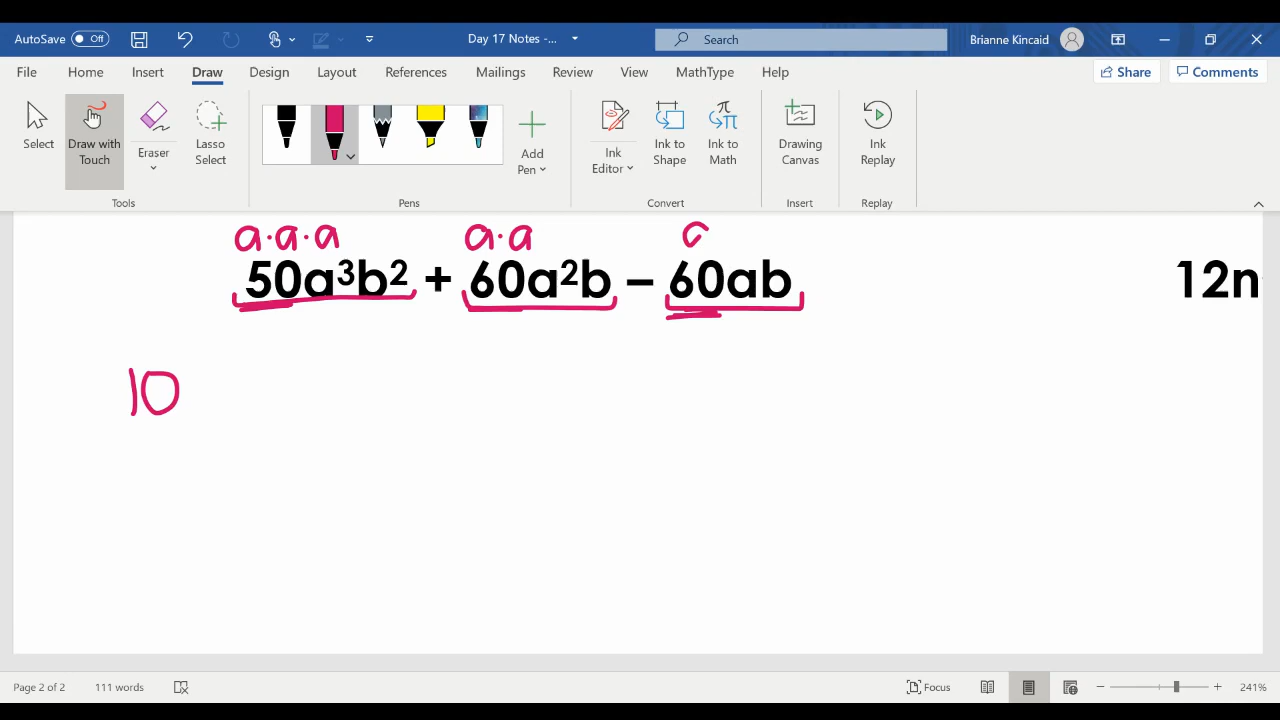 AutoSave Off Day 17 Notes -... Search Brianne Kincaid
File Home Insert Draw Design Layout References Mailings Review View MathType Help Share Comments
Select Draw with Touch Eraser Lasso Select Add Pen Ink Editor Ink to Shape Ink to Math Drawing Canvas Ink Replay
Tools Pens Convert Insert Replay
a·a·a a·a
50a³b² + 60a²b – 60ab 12n
10
Page 2 of 2 111 words Focus 241%